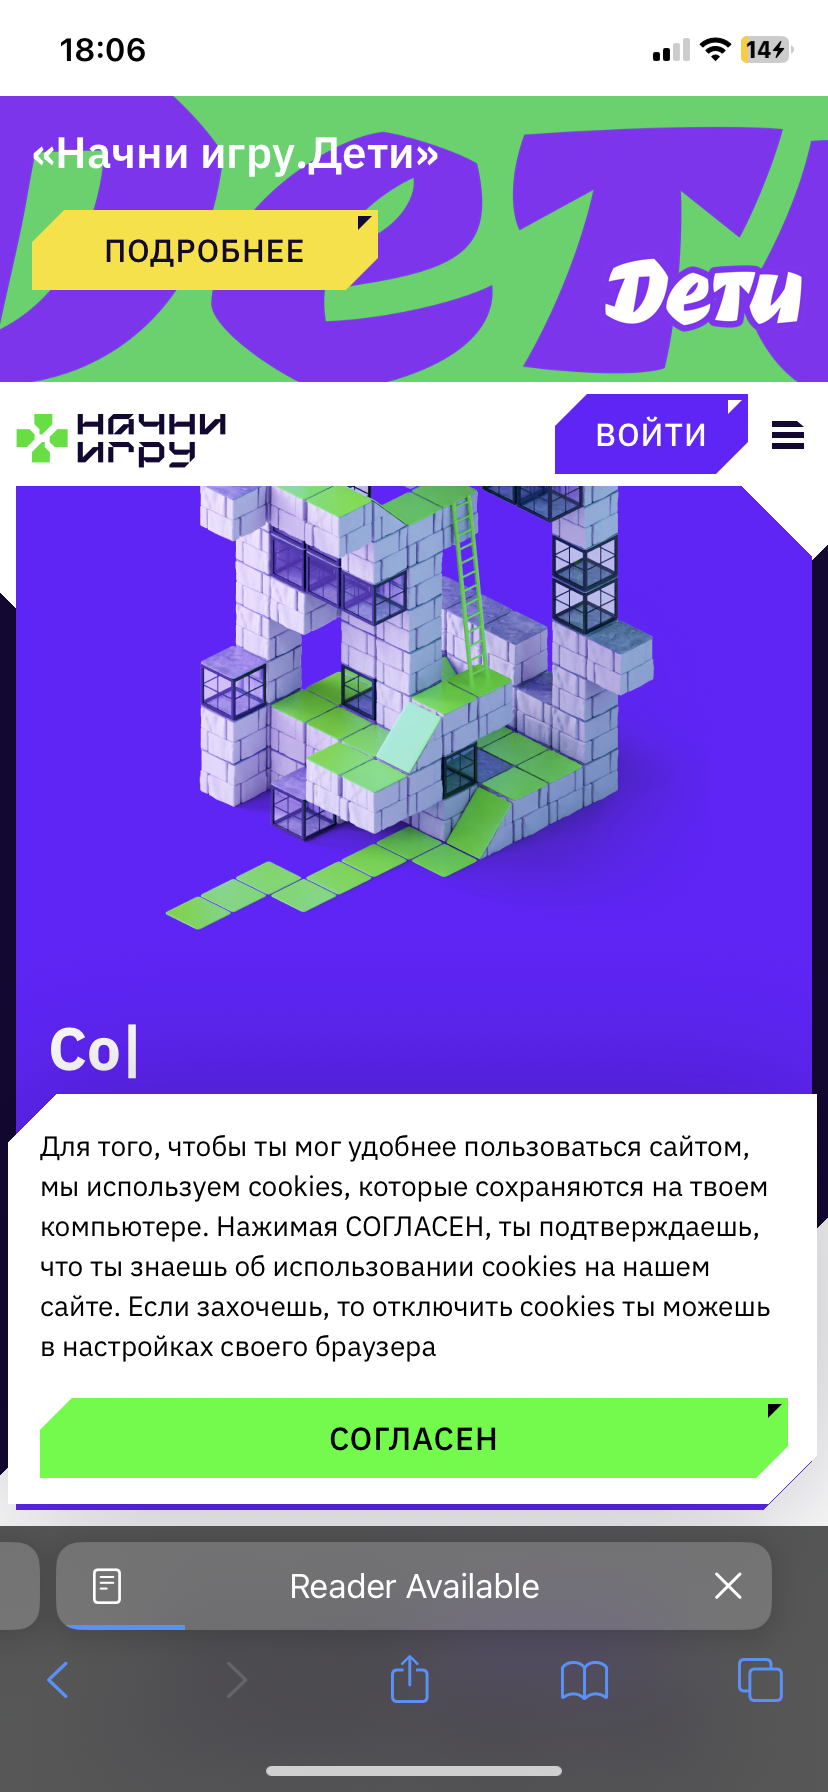 18:06
14
«Начни игру.Дети»
ПОДРОБНЕЕ
Дети
НАЧНИ
ИГРУ
ВОЙТИ
Со|
Для того, чтобы ты мог удобнее пользоваться сайтом,
мы используем cookies, которые сохраняются на твоем
компьютере. Нажимая СОГЛАСЕН, ты подтверждаешь,
что ты знаешь об использовании cookies на нашем
сайте. Если захочешь, то отключить cookies ты можешь
в настройках своего браузера
СОГЛАСЕН
Reader Available